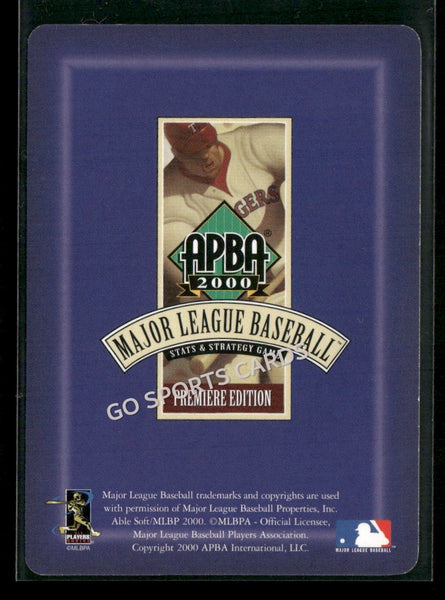 T
GERS
APBA®
2000
MAJOR LEAGUE BASEBALL™
STATS & STRATEGY GAME
GO SPORTS CARDS
PREMIERE EDITION
Major League Baseball trademarks and copyrights are used
with permission of Major League Baseball Properties, Inc.
Able Soft/MLBP 2000. ©MLBPA - Official Licensee,
Major League Baseball Players Association.
Copyright 2000 APBA International, LLC.
PLAYERS
CHOICE
©MLBPA
MAJOR LEAGUE BASEBALL